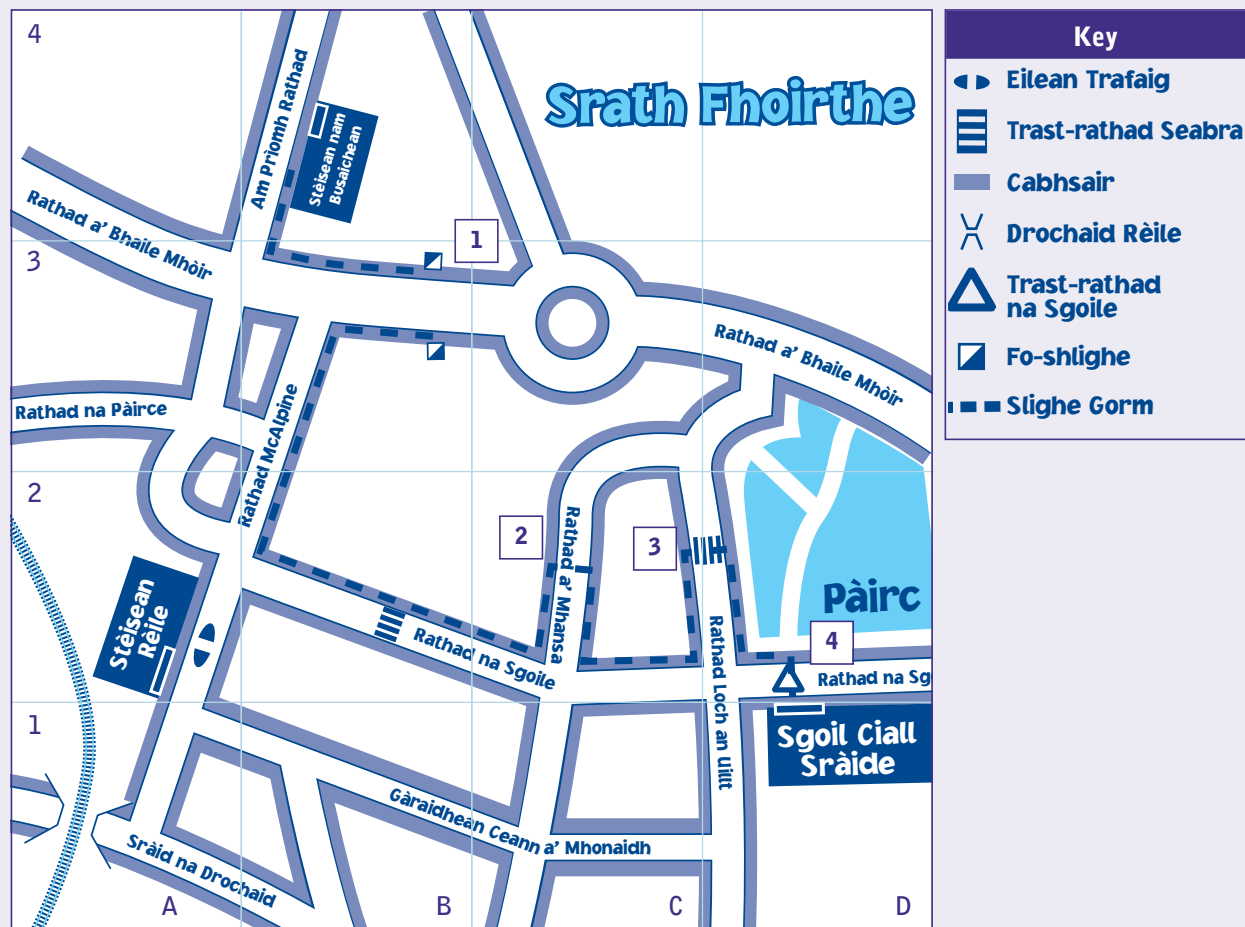 4
Srath Fhoirthe
Am Prìomh Rathad
Stèisean nam
Busaichean
Rathad a' Bhaile Mhòir
1
3
Rathad a' Bhaile Mhòir
Rathad na Pàirce
Rathad McAlpine
2
2
3
Rathad a' Mhansa
Pàirc
4
Stèisean
Rèile
Rathad na Sgoile
Rathad Loch an Uillt
Rathad na Sg
1
Sgoil Ciall
Sràide
Gàraidhean Ceann a' Mhonaidh
Sràid na Drochaid
A
B
C
D
Key
Eilean Trafaig
Trast-rathad Seabra
Cabhsair
Drochaid Rèile
Trast-rathad
na Sgoile
Fo-shlighe
Slighe Gorm